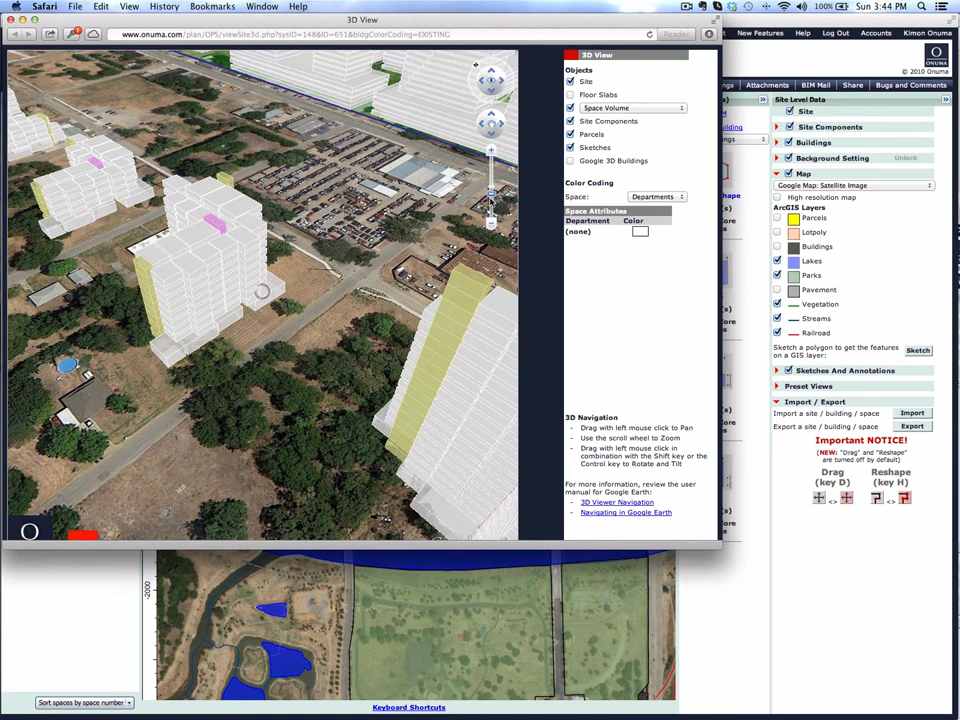 Safari File Edit View History Bookmarks Window Help
100% Sun 3:44 PM
3D View
www.onuma.com/plan/OPS/viewSite3d.php?sysID=148&ID=651&bldgColorCoding=EXISTING
Reader
New Features Help Log Out Accounts Kimon Onuma
ONUMA
© 2010 Onuma
Attachments BIM Mail Share Bugs and Comments
3D View
Objects
Site
Floor Slabs
Space Volume
Site Components
Parcels
Sketches
Google 3D Buildings
Color Coding
Space: Departments
Space Attributes
Department Color
(none)
3D Navigation
- Drag with left mouse click to Pan
- Use the scroll wheel to Zoom
- Drag with left mouse click in
combination with the Shift key or the
Control key to Rotate and Tilt
For more information, review the user
manual for Google Earth:
- 3D Viewer Navigation
- Navigating in Google Earth
O
Site Level Data
Site
Site Components
Buildings
Background Setting Unlock
Map
Google Map: Satellite Image
High resolution map
ArcGIS Layers
Parcels
Lotpoly
Buildings
Lakes
Parks
Pavement
Vegetation
Streams
Railroad
Sketch a polygon to get the features
on a GIS layer: Sketch
Sketches And Annotations
Preset Views
Import / Export
Import a site / building / space Import
Export a site / building / space Export
Important NOTICE!
(NEW: "Drag" and "Reshape"
are turned off by default)
Drag Reshape
(key D) (key H)
<=> <=>
-2000
Sort spaces by space number
Keyboard Shortcuts